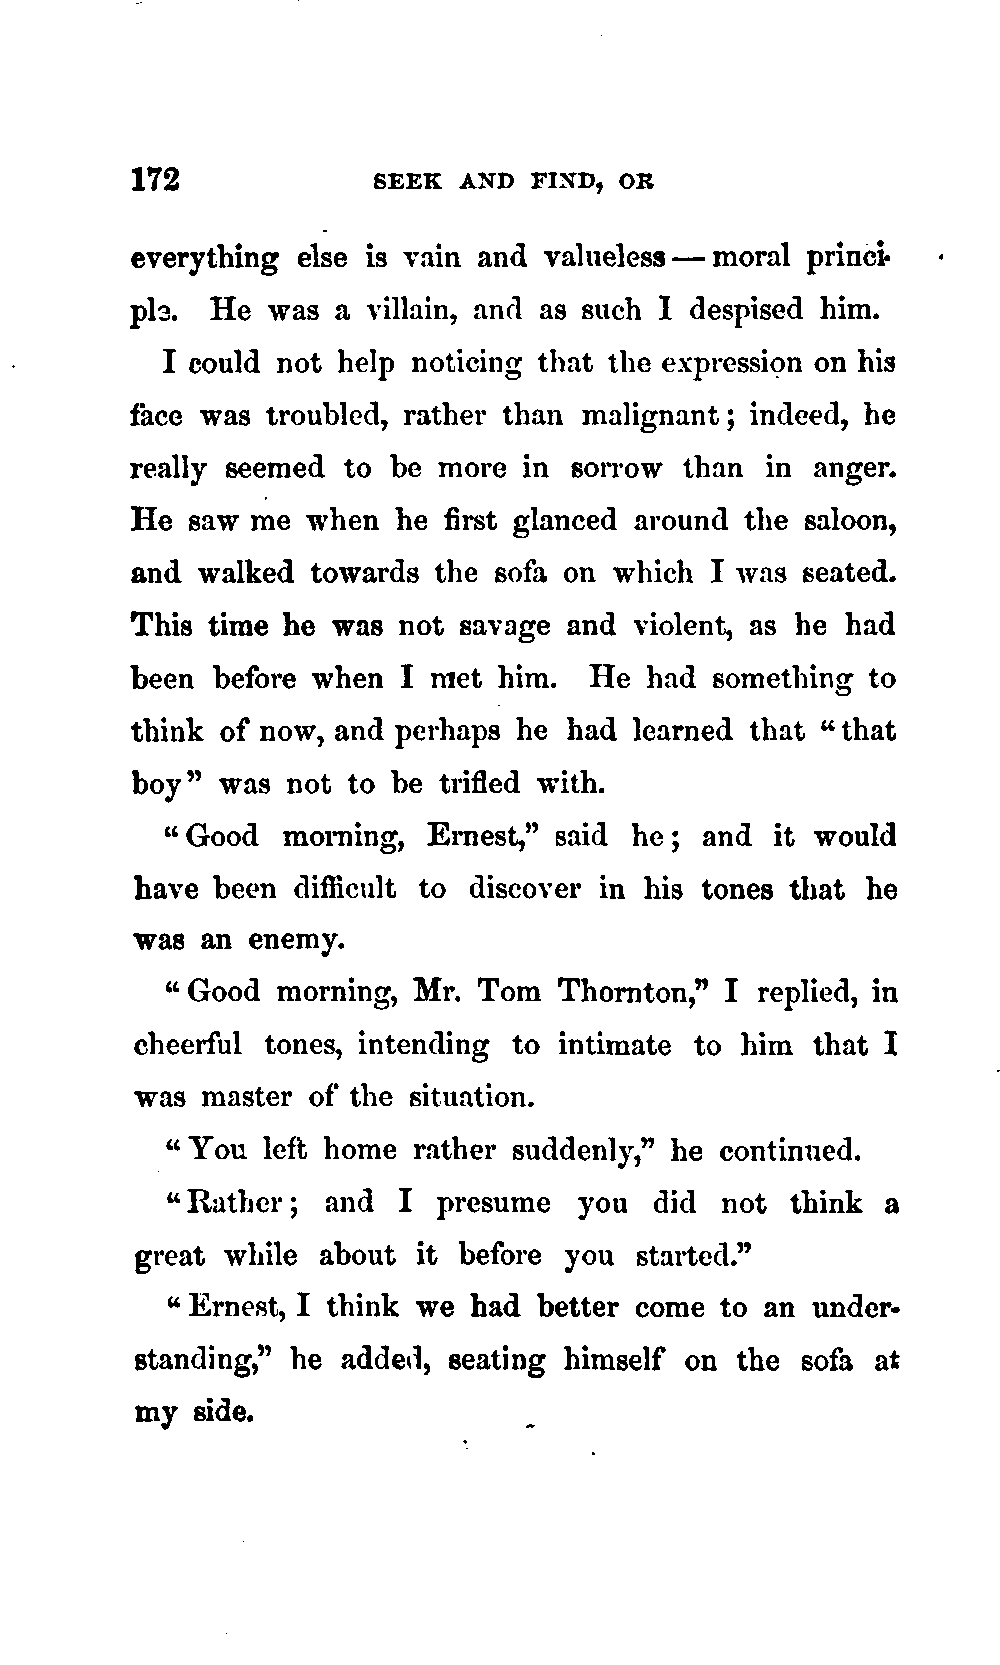 172 SEEK AND FIND, OR
everything else is vain and valueless — moral princi-
ple. He was a villain, and as such I despised him.
I could not help noticing that the expression on his
face was troubled, rather than malignant; indeed, he
really seemed to be more in sorrow than in anger.
He saw me when he first glanced around the saloon,
and walked towards the sofa on which I was seated.
This time he was not savage and violent, as he had
been before when I met him. He had something to
think of now, and perhaps he had learned that “that
boy” was not to be trifled with.
“Good morning, Ernest,” said he; and it would
have been difficult to discover in his tones that he
was an enemy.
“Good morning, Mr. Tom Thornton,” I replied, in
cheerful tones, intending to intimate to him that I
was master of the situation.
“You left home rather suddenly,” he continued.
“Rather; and I presume you did not think a
great while about it before you started.”
“Ernest, I think we had better come to an under-
standing,” he added, seating himself on the sofa at
my side.